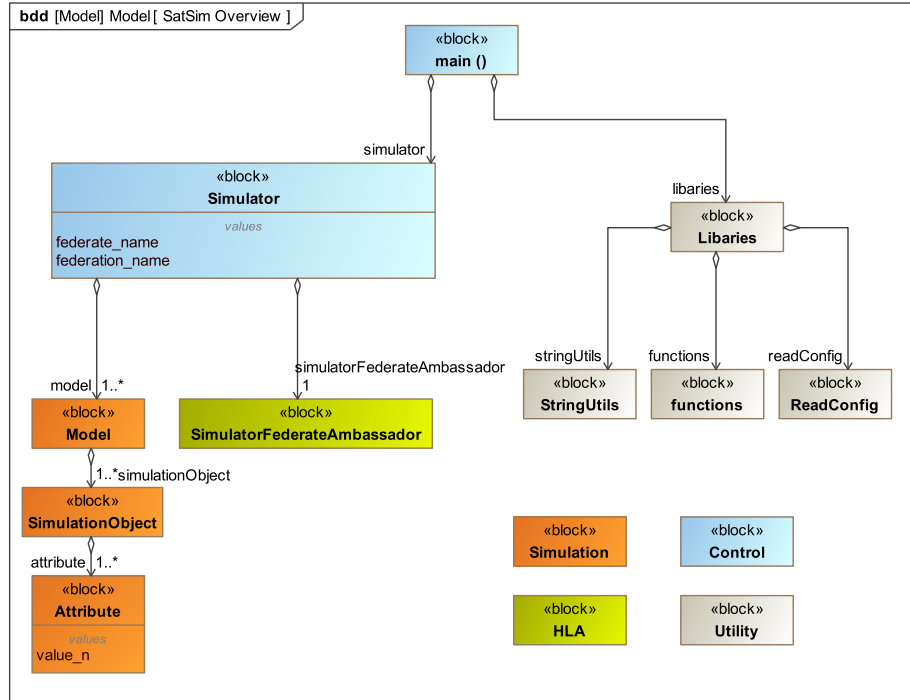 bdd [Model] Model[ SatSim Overview ]
«block»
main ()
simulator
«block»
Simulator
values
federate_name
federation_name
libaries
«block»
Libaries
model 1..*
simulatorFederateAmbassador
1
stringUtils
functions
readConfig
«block»
Model
«block»
SimulatorFederateAmbassador
«block»
StringUtils
«block»
functions
«block»
ReadConfig
1..* simulationObject
«block»
SimulationObject
attribute 1..*
«block»
Attribute
values
value_n
«block»
Simulation
«block»
Control
«block»
HLA
«block»
Utility